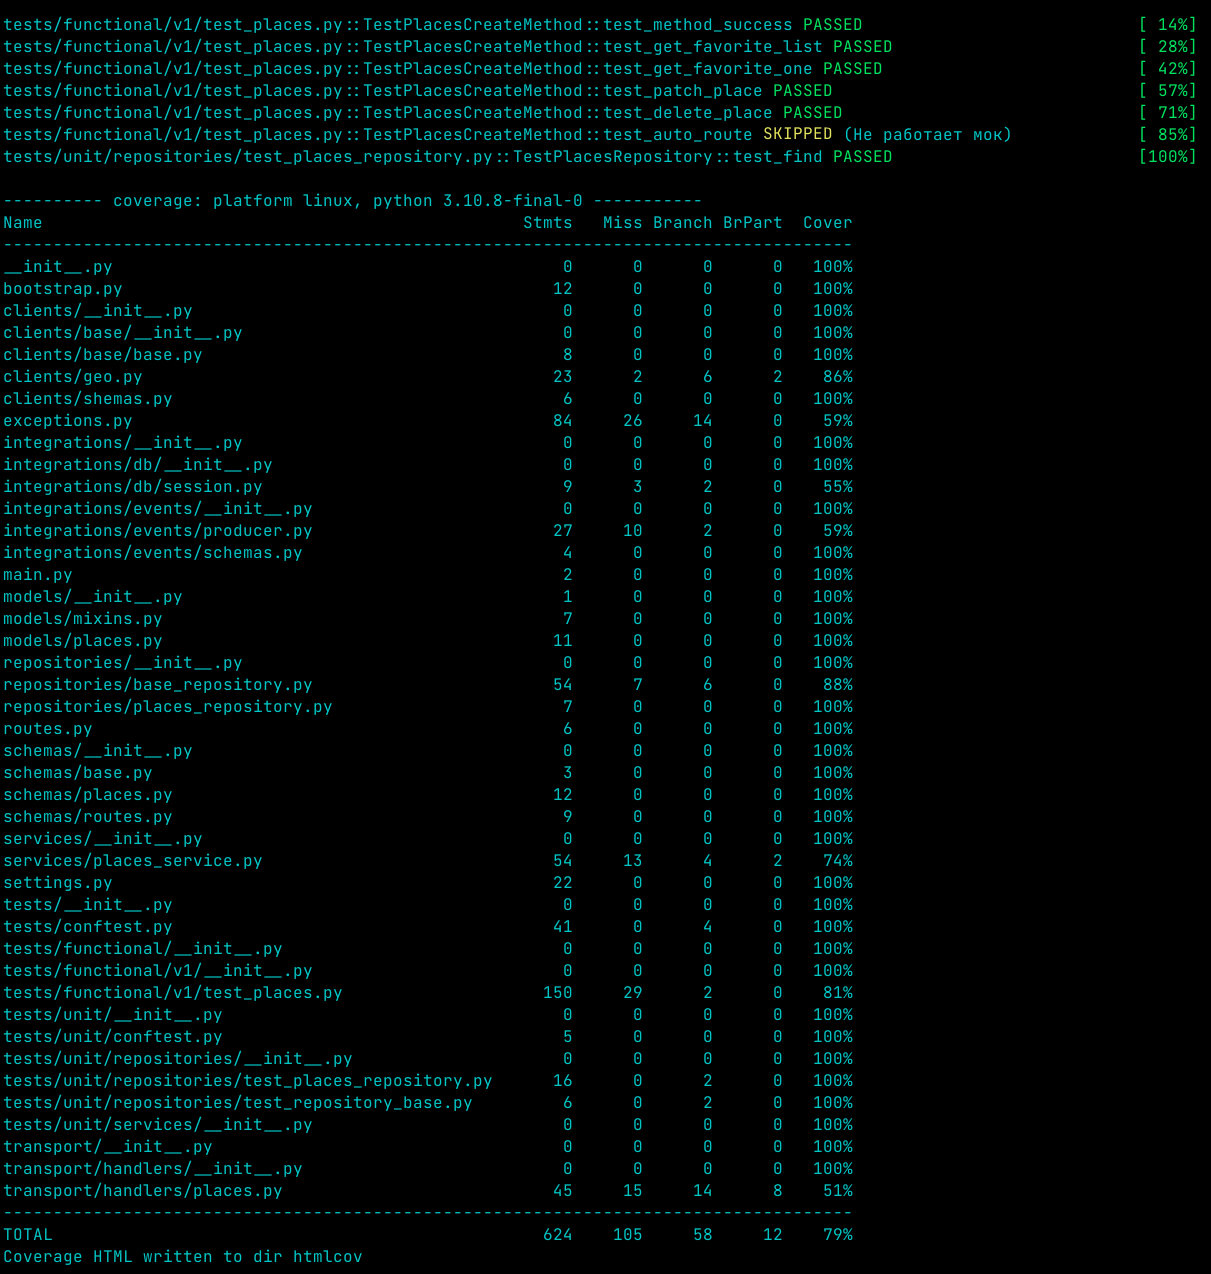 tests/functional/v1/test_places.py::TestPlacesCreateMethod::test_method_success PASSED [ 14%]
tests/functional/v1/test_places.py::TestPlacesCreateMethod::test_get_favorite_list PASSED [ 28%]
tests/functional/v1/test_places.py::TestPlacesCreateMethod::test_get_favorite_one PASSED [ 42%]
tests/functional/v1/test_places.py::TestPlacesCreateMethod::test_patch_place PASSED [ 57%]
tests/functional/v1/test_places.py::TestPlacesCreateMethod::test_delete_place PASSED [ 71%]
tests/functional/v1/test_places.py::TestPlacesCreateMethod::test_auto_route SKIPPED (Не работает мок) [ 85%]
tests/unit/repositories/test_places_repository.py::TestPlacesRepository::test_find PASSED [100%]
---------- coverage: platform linux, python 3.10.8-final-0 -----------
Name Stmts Miss Branch BrPart Cover
-------------------------------------------------------------------------------------
__init__.py 0 0 0 0 100%
bootstrap.py 12 0 0 0 100%
clients/__init__.py 0 0 0 0 100%
clients/base/__init__.py 0 0 0 0 100%
clients/base/base.py 8 0 0 0 100%
clients/geo.py 23 2 6 2 86%
clients/shemas.py 6 0 0 0 100%
exceptions.py 84 26 14 0 59%
integrations/__init__.py 0 0 0 0 100%
integrations/db/__init__.py 0 0 0 0 100%
integrations/db/session.py 9 3 2 0 55%
integrations/events/__init__.py 0 0 0 0 100%
integrations/events/producer.py 27 10 2 0 59%
integrations/events/schemas.py 4 0 0 0 100%
main.py 2 0 0 0 100%
models/__init__.py 1 0 0 0 100%
models/mixins.py 7 0 0 0 100%
models/places.py 11 0 0 0 100%
repositories/__init__.py 0 0 0 0 100%
repositories/base_repository.py 54 7 6 0 88%
repositories/places_repository.py 7 0 0 0 100%
routes.py 6 0 0 0 100%
schemas/__init__.py 0 0 0 0 100%
schemas/base.py 3 0 0 0 100%
schemas/places.py 12 0 0 0 100%
schemas/routes.py 9 0 0 0 100%
services/__init__.py 0 0 0 0 100%
services/places_service.py 54 13 4 2 74%
settings.py 22 0 0 0 100%
tests/__init__.py 0 0 0 0 100%
tests/conftest.py 41 0 4 0 100%
tests/functional/__init__.py 0 0 0 0 100%
tests/functional/v1/__init__.py 0 0 0 0 100%
tests/functional/v1/test_places.py 150 29 2 0 81%
tests/unit/__init__.py 0 0 0 0 100%
tests/unit/conftest.py 5 0 0 0 100%
tests/unit/repositories/__init__.py 0 0 0 0 100%
tests/unit/repositories/test_places_repository.py 16 0 2 0 100%
tests/unit/repositories/test_repository_base.py 6 0 2 0 100%
tests/unit/services/__init__.py 0 0 0 0 100%
transport/__init__.py 0 0 0 0 100%
transport/handlers/__init__.py 0 0 0 0 100%
transport/handlers/places.py 45 15 14 8 51%
-------------------------------------------------------------------------------------
TOTAL 624 105 58 12 79%
Coverage HTML written to dir htmlcov